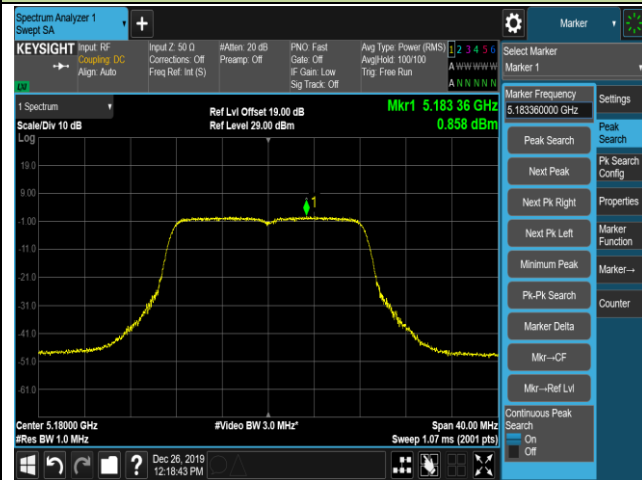 Spectrum Analyzer 1
Swept SA
Marker
KEYSIGHT
Input: RF
Coupling: DC
Align: Auto
Input Z: 50 Ω
Corrections: Off
Freq Ref: Int (S)
#Atten: 20 dB
Preamp: Off
PNO: Fast
Gate: Off
IF Gain: Low
Sig Track: Off
Avg Type: Power (RMS)
Avg|Hold: 100/100
Trig: Free Run
1 2 3 4 5 6
A W W W W W
A N N N N N
LXI
Select Marker
Marker 1
1 Spectrum
Scale/Div 10 dB
Log
Ref Lvl Offset 19.00 dB
Ref Level 29.00 dBm
Mkr1 5.183 36 GHz
0.858 dBm
Marker Frequency
5.183360000 GHz
Settings
Peak Search
Next Peak
Next Pk Right
Next Pk Left
Minimum Peak
Pk-Pk Search
Marker Delta
Mkr→CF
Mkr→Ref Lvl
Continuous Peak
Search
On
Off
Peak
Search
Pk Search
Config
Properties
Marker
Function
Marker→
Counter
19.0
9.00
-1.00
-11.0
-21.0
-31.0
-41.0
-51.0
-61.0
1
Center 5.18000 GHz
#Res BW 1.0 MHz
#Video BW 3.0 MHz*
Span 40.00 MHz
Sweep 1.07 ms (2001 pts)
?
Dec 26, 2019
12:18:43 PM